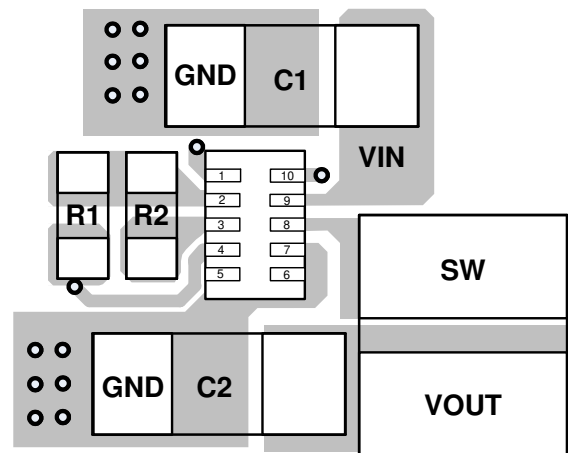 GND C1
VIN
1 10
2 9
R1 R2 3 8
4 7
5 6
SW
GND C2
VOUT